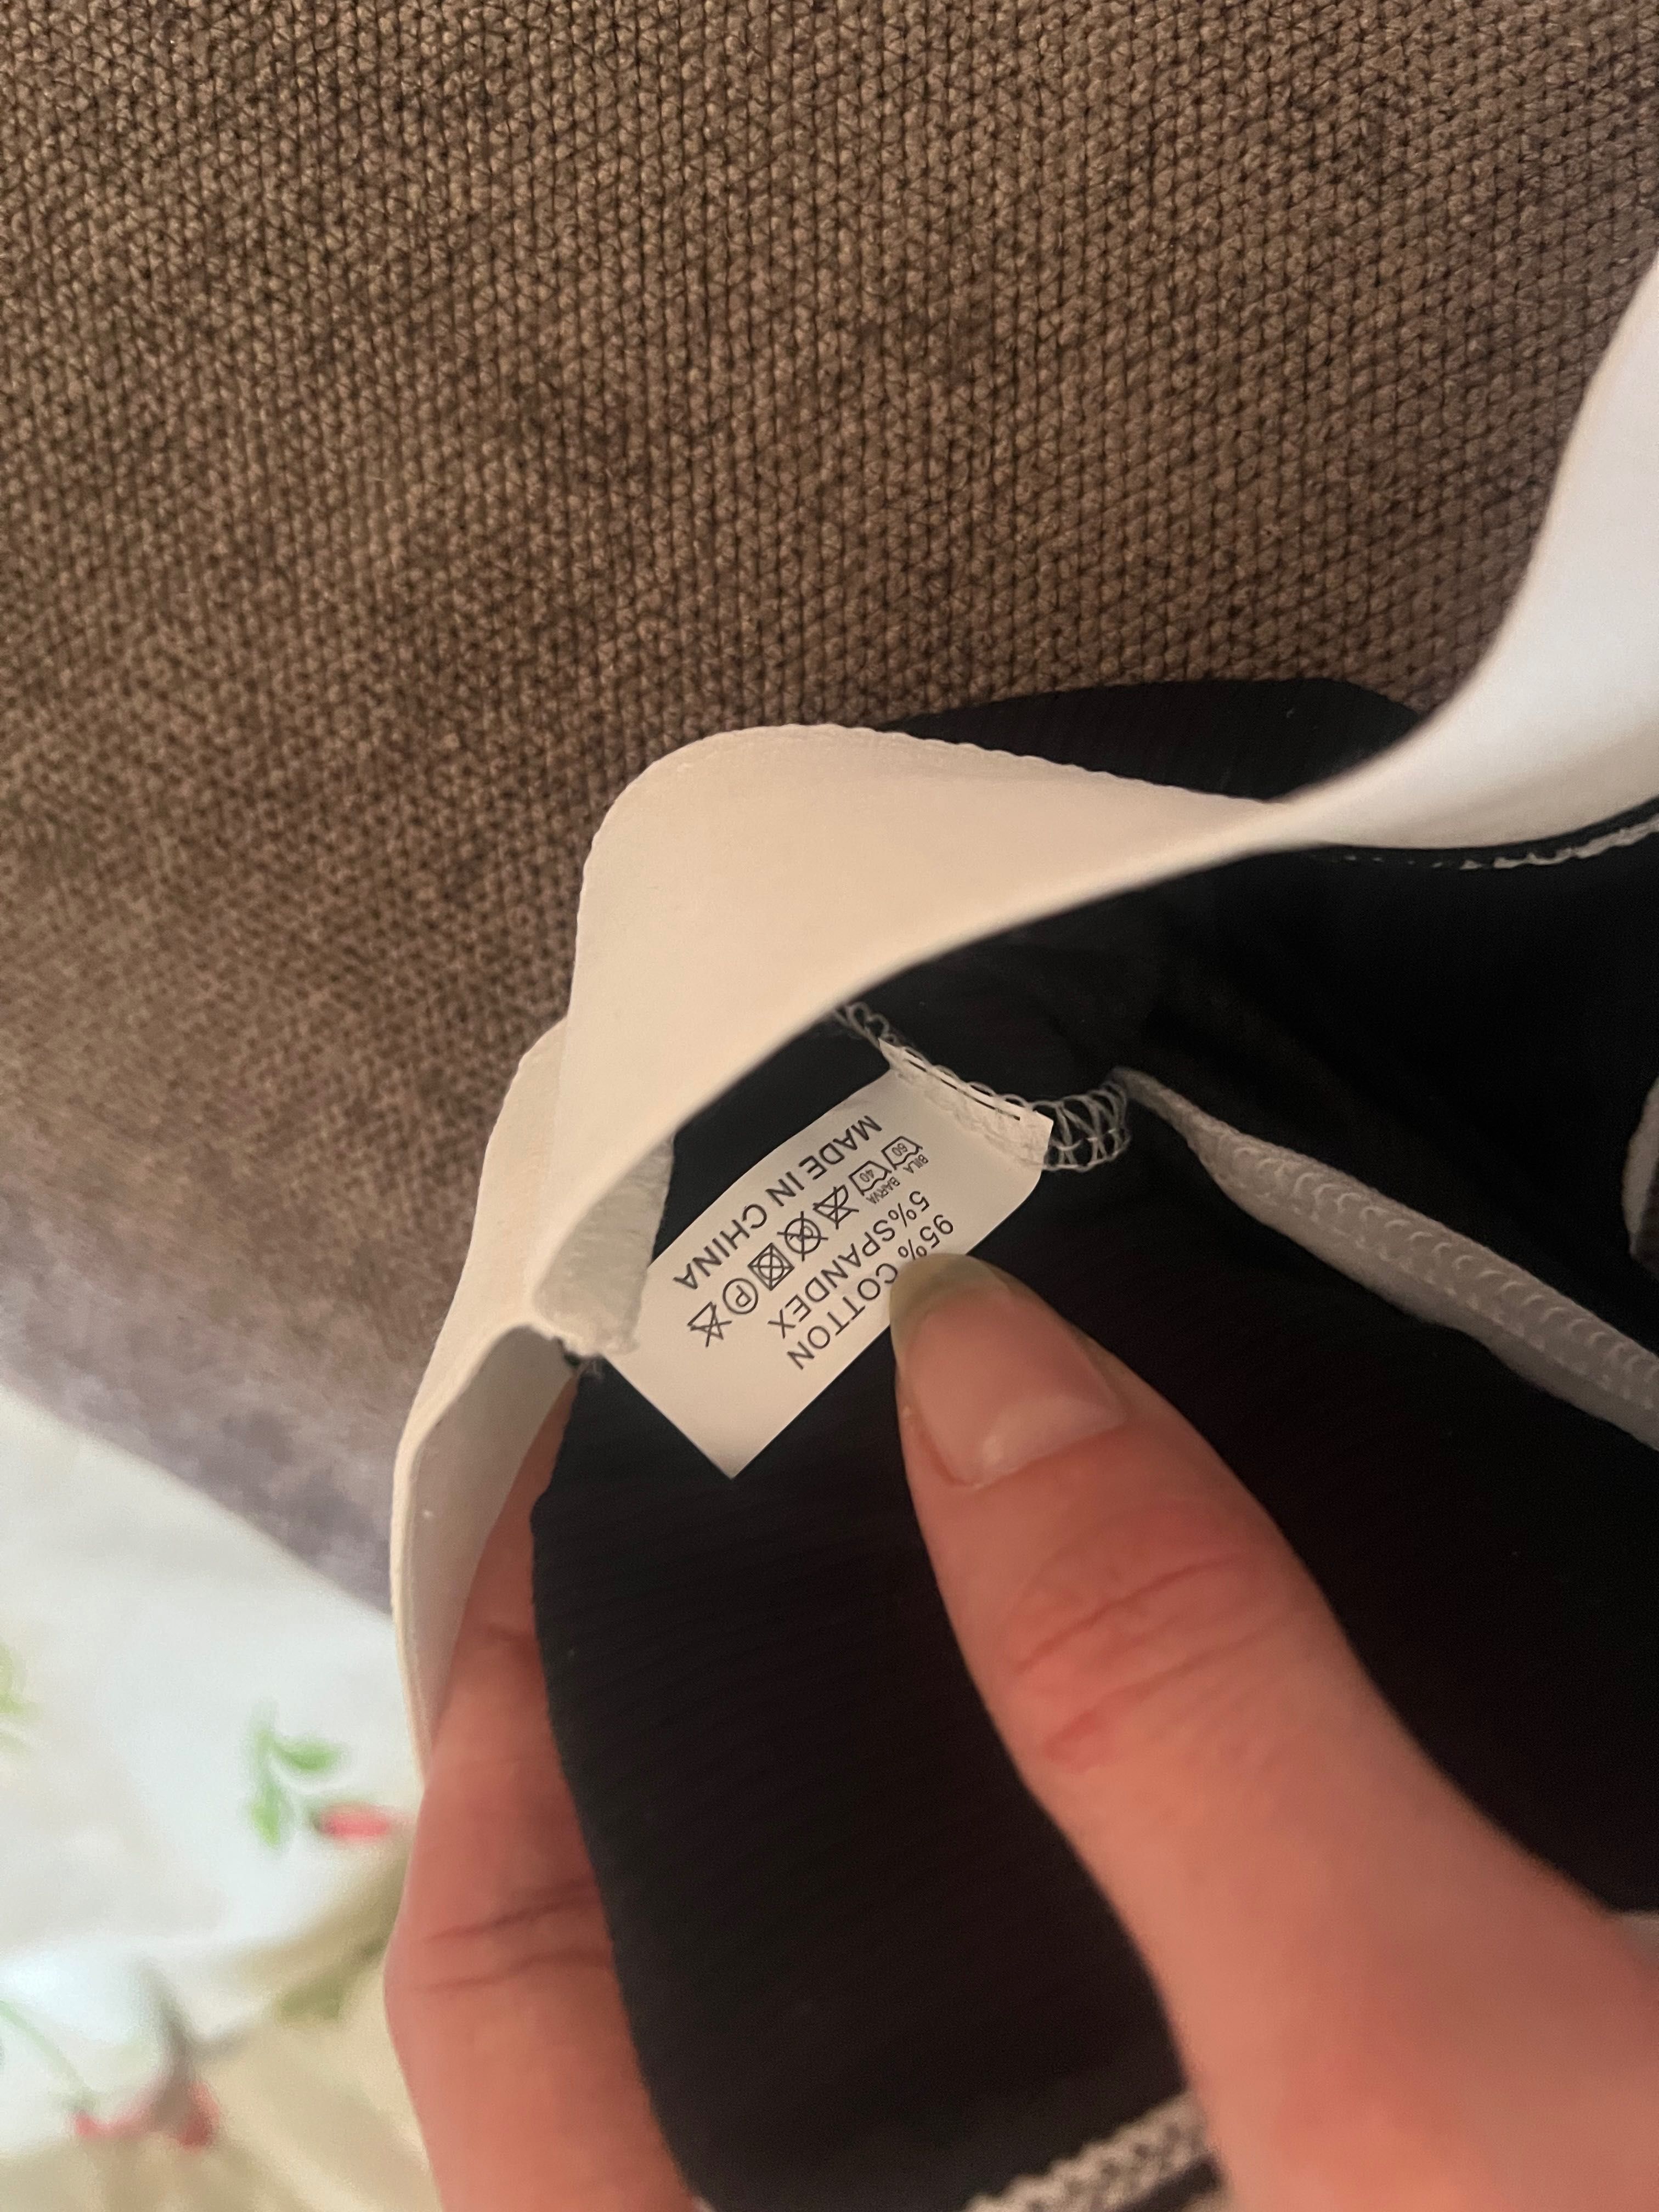 95% COTTON
5%SPANDEX
60 40 P
BILA BARVA
MADE IN CHINA